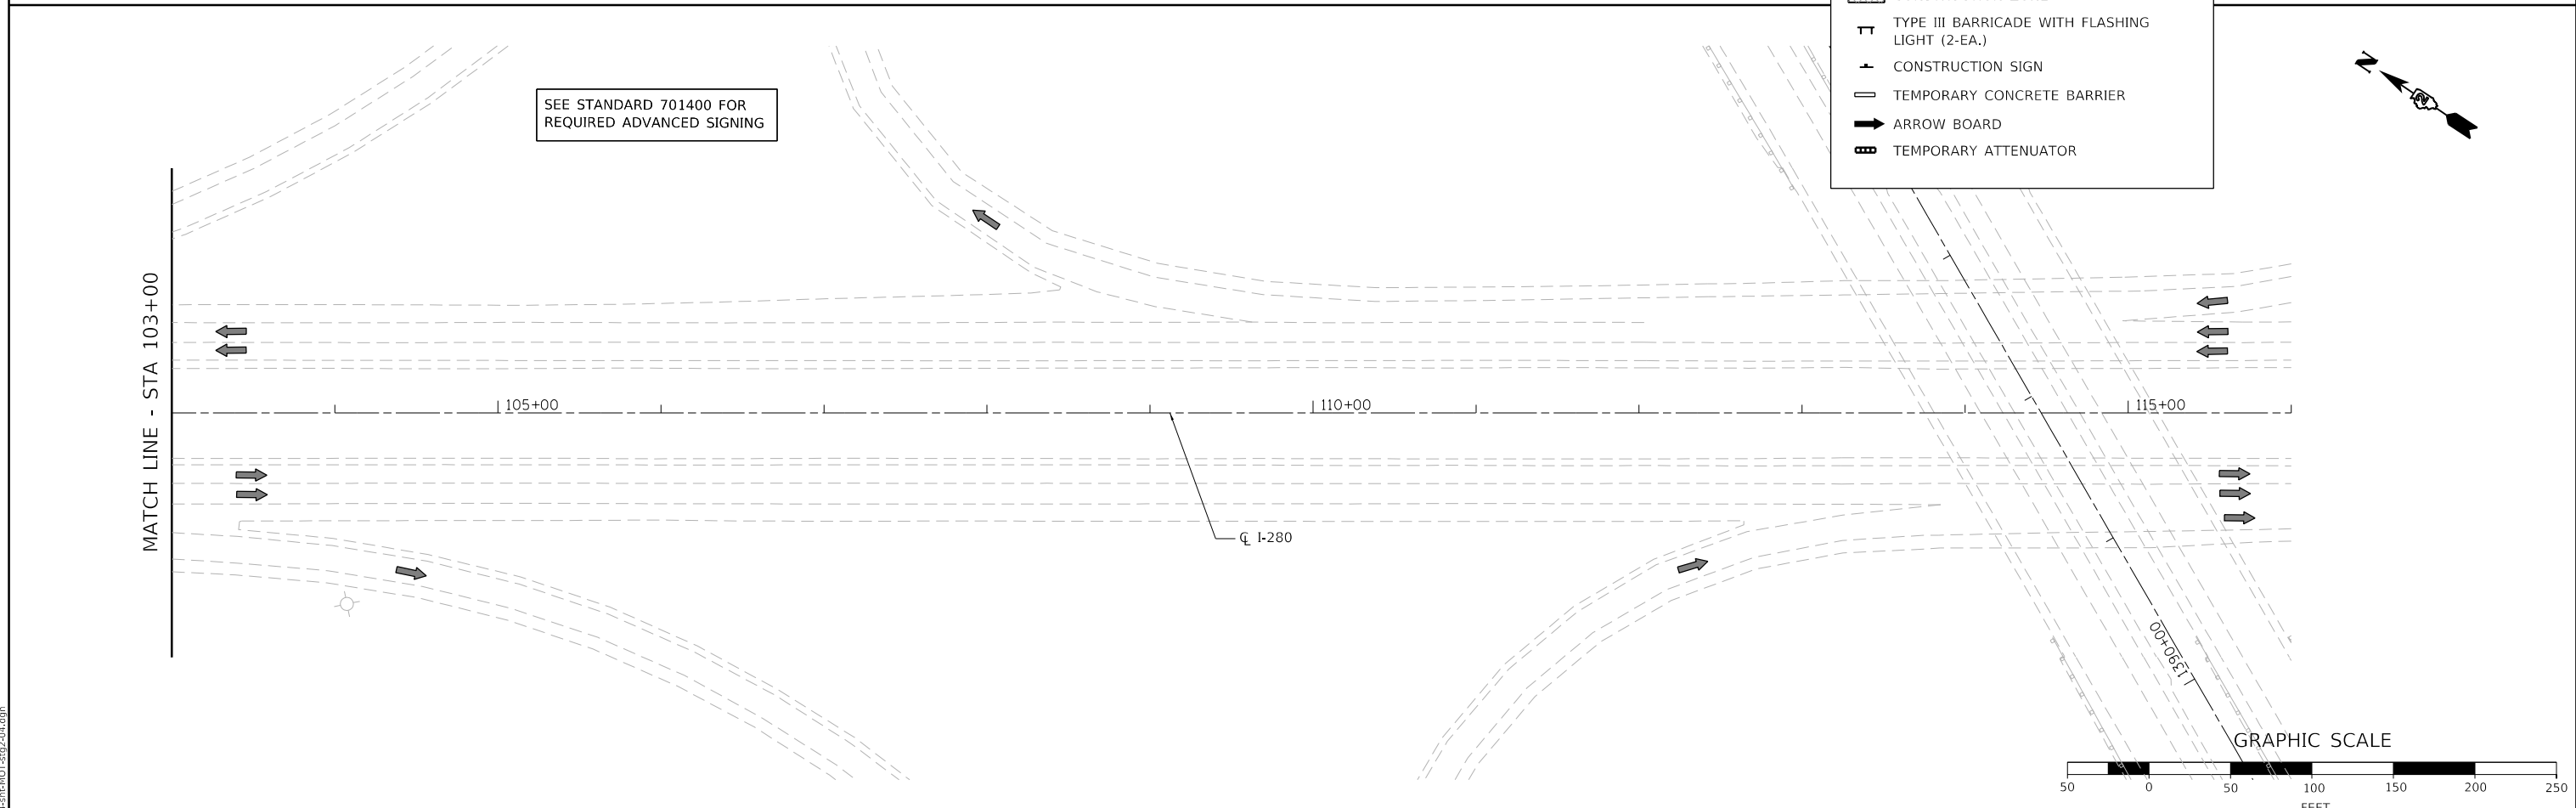 TYPE III BARRICADE WITH FLASHING
LIGHT (2-EA.)
CONSTRUCTION SIGN
TEMPORARY CONCRETE BARRIER
ARROW BOARD
TEMPORARY ATTENUATOR
N
SEE STANDARD 701400 FOR
REQUIRED ADVANCED SIGNING
MATCH LINE - STA 103+00
105+00
110+00
115+00
℄ I-280
1390+00
GRAPHIC SCALE
50 0 50 100 150 200 250
FEET